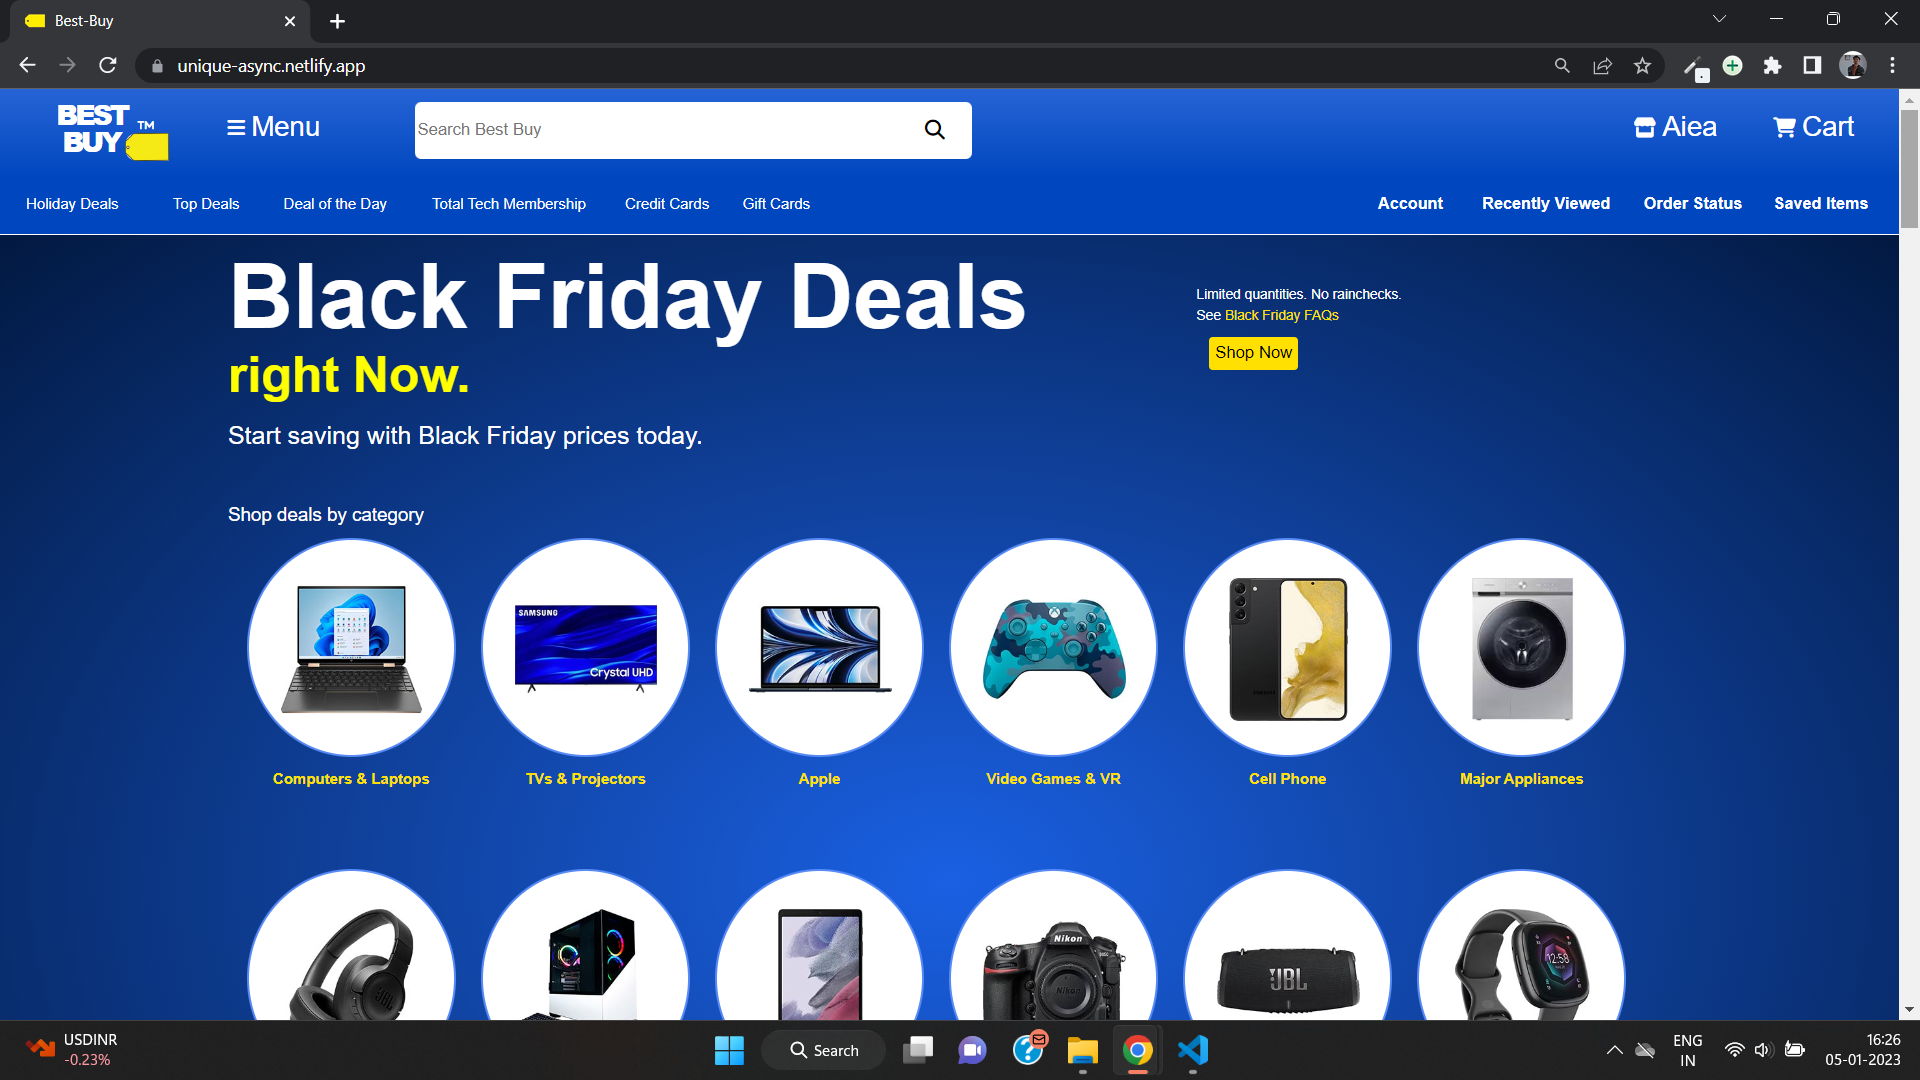 Best-Buy
unique-async.netlify.app
BEST
BUY TM
Menu
Search Best Buy
Aiea
Cart
Holiday Deals
Top Deals
Deal of the Day
Total Tech Membership
Credit Cards
Gift Cards
Account
Recently Viewed
Order Status
Saved Items
Black Friday Deals
right Now.
Start saving with Black Friday prices today.
Limited quantities. No rainchecks.
See Black Friday FAQs
Shop Now
Shop deals by category
SAMSUNG
Crystal UHD
Computers & Laptops
TVs & Projectors
Apple
Video Games & VR
Cell Phone
Major Appliances
JBL
Nikon
Nikon
JBL
12:58
USDINR
-0.23%
Search
ENG
IN
16:26
05-01-2023